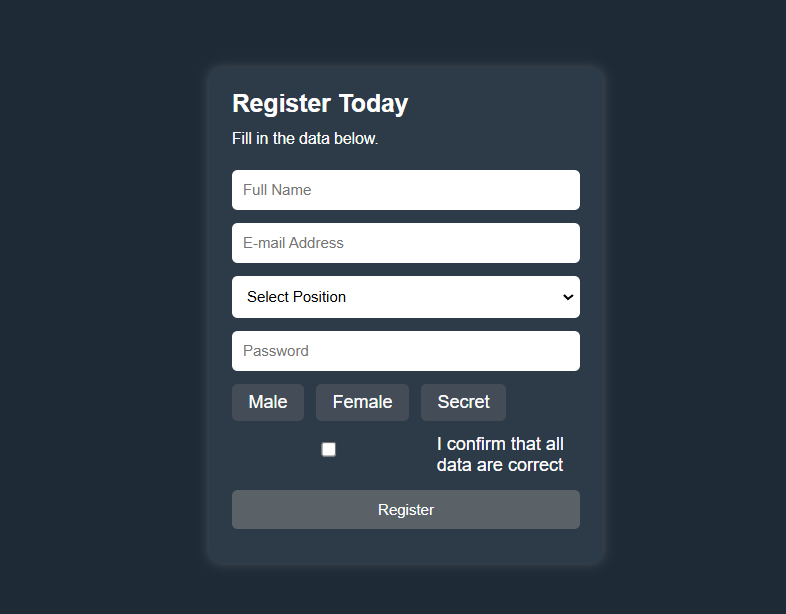 Register Today
Fill in the data below.
Full Name
E-mail Address
Select Position
Password
Male Female Secret
I confirm that all
data are correct
Register